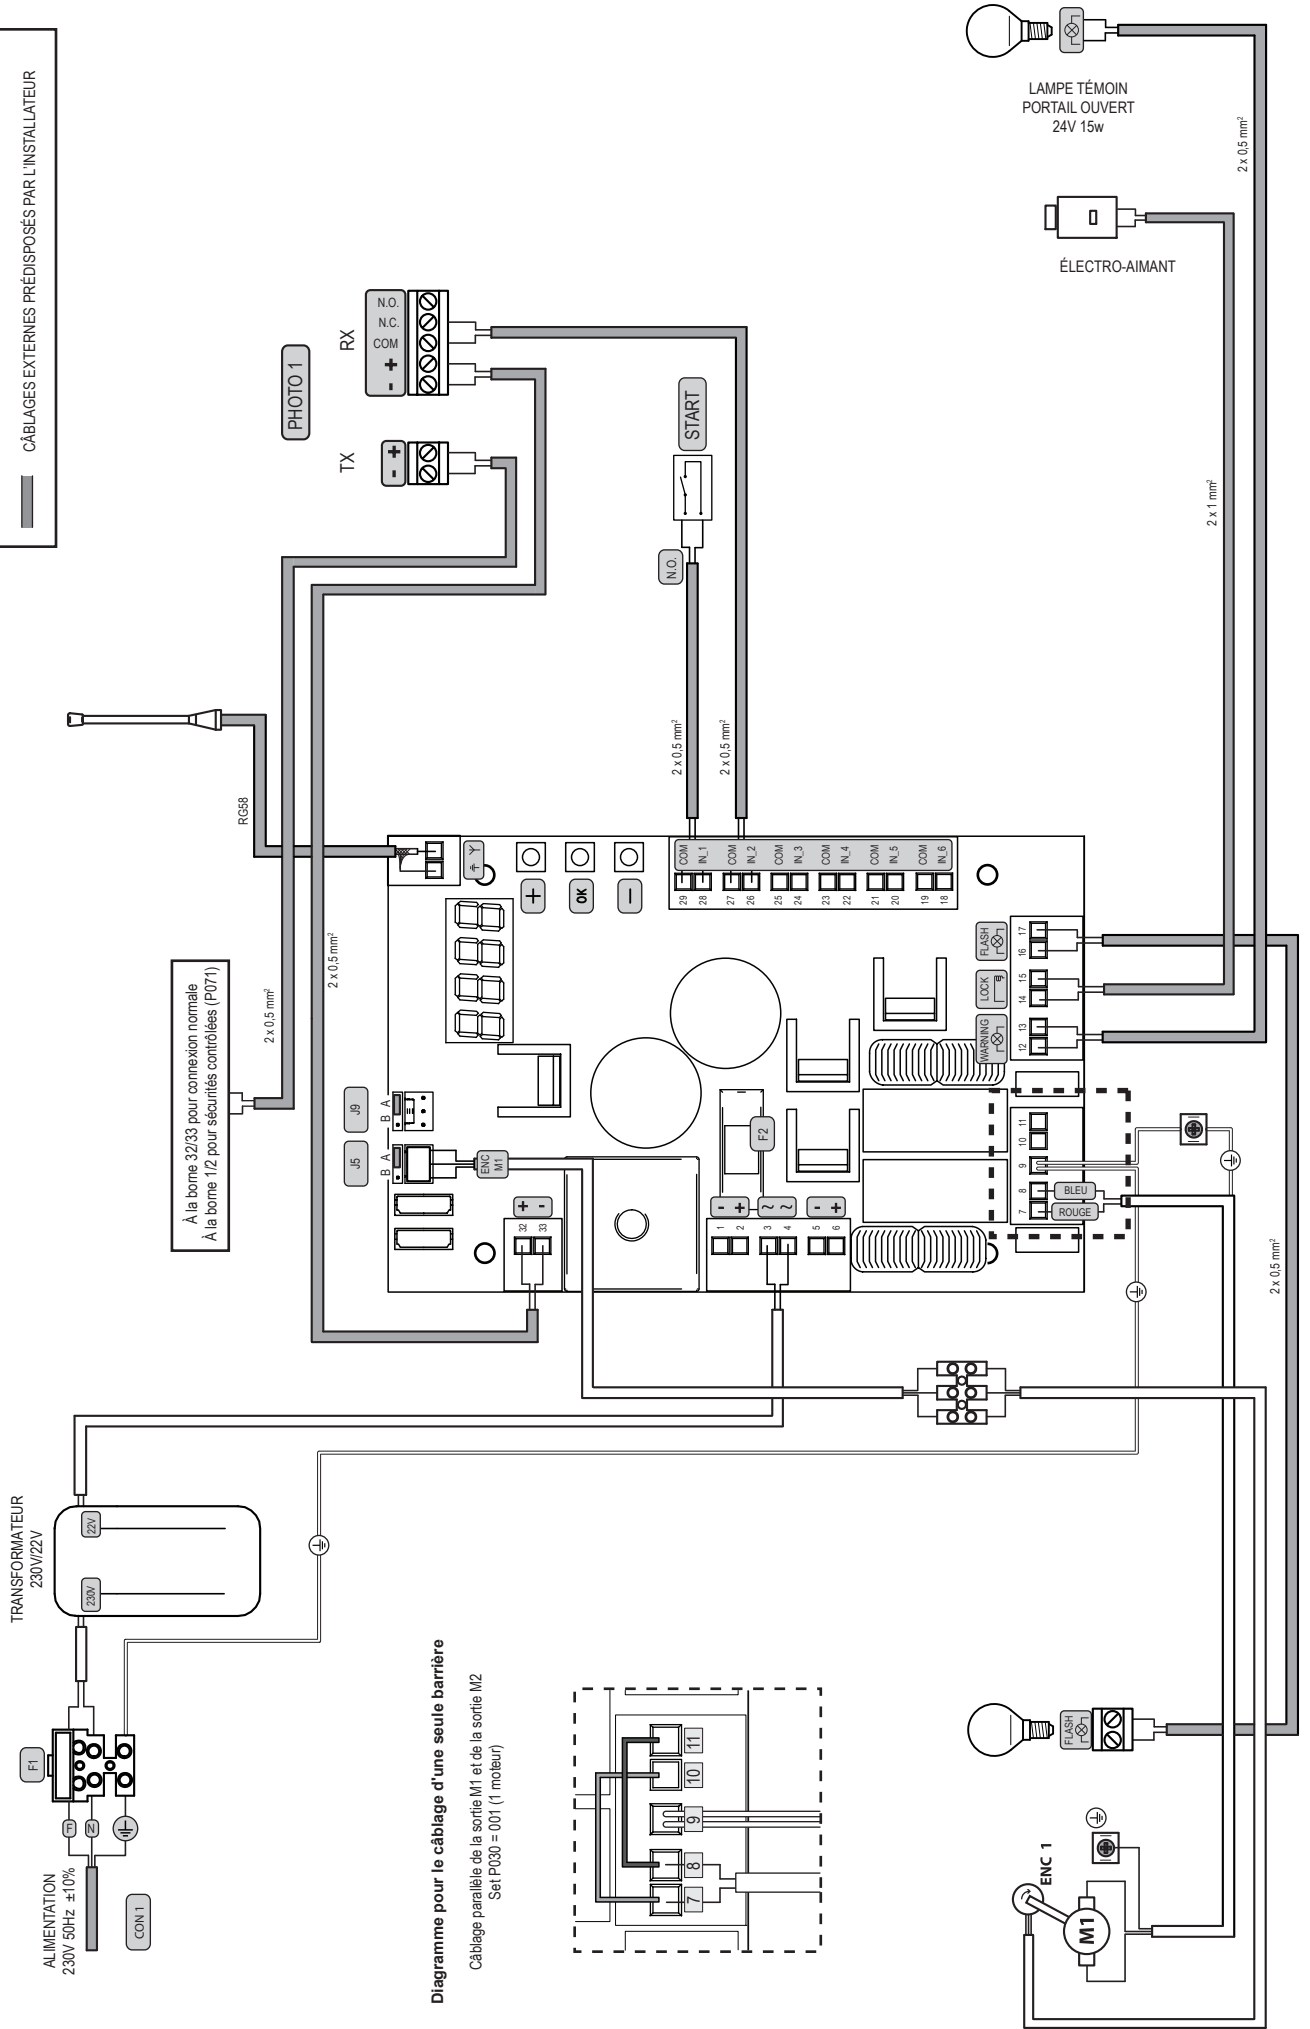 CÂBLAGES EXTERNES PRÉDISPOSÉS PAR L'INSTALLATEUR
LAMPE TÉMOIN
PORTAIL OUVERT
24V 15w
2 x 0,5 mm²
ÉLECTRO-AIMANT
2 x 1 mm²
PHOTO 1
TX
- +
RX
- + COM N.C. N.O.
START
N.O.
2 x 0,5 mm²
2 x 0,5 mm²
RG58
À la borne 32/33 pour connexion normale
À la borne 1/2 pour sécurités contrôlées (P071)
2 x 0,5 mm²
2 x 0,5 mm²
+
OK
-
29 COM
28 IN_1
27 COM
26 IN_2
25 COM
24 IN_3
23 COM
22 IN_4
21 COM
20 IN_5
19 COM
18 IN_6
J9
B A
J5
B A
ENC
M1
32 +
33 -
F2
1 -
2 +
3 ~
4 ~
5 -
6 +
FLASH
16 17
LOCK
14 15
WARNING
12 13
7 8 9 10 11
BLEU
ROUGE
2 x 0,5 mm²
TRANSFORMATEUR
230V/22V
230V
22V
F1
F
N
ALIMENTATION
230V 50Hz ±10%
CON 1
Diagramme pour le câblage d'une seule barrière
Câblage parallèle de la sortie M1 et de la sortie M2
Set P030 = 001 (1 moteur)
7 8 9 10 11
FLASH
ENC 1
M1